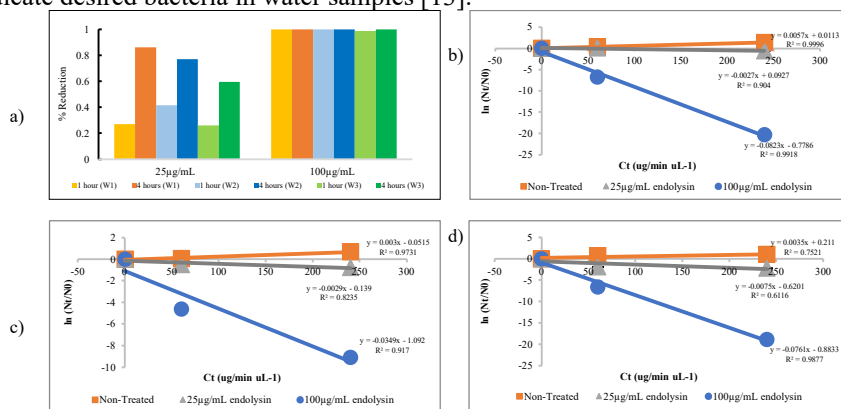 icate desired bacteria in water samples [15].
a)
% Reduction
1
0.8
0.6
0.4
0.2
0
25µg/mL
100µg/mL
1 hour (W1)
4 hours (W1)
1 hour (W2)
4 hours (W2)
1 hour (W3)
4 hours (W3)
b)
ln (Nt/N0)
5
0
-5
-10
-15
-20
-25
-50
0
50
100
150
200
250
300
y = 0.0057x + 0.0113
R² = 0.9996
y = -0.0027x + 0.0927
R² = 0.904
y = -0.0823x - 0.7786
R² = 0.9918
Ct (ug/min uL-1)
Non-Treated
25µg/mL endolysin
100µg/mL endolysin
c)
ln (Nt/N0)
2
0
-2
-4
-6
-8
-10
-50
0
50
100
150
200
250
300
y = 0.003x - 0.0515
R² = 0.9731
y = -0.0029x - 0.139
R² = 0.8235
y = -0.0349x - 1.092
R² = 0.917
Ct (ug/min uL-1)
Non-Treated
25µg/mL endolysin
100µg/mL endolysin
d)
ln (Nt/N0)
5
0
-5
-10
-15
-20
-25
-50
0
50
100
150
200
250
300
y = 0.0035x + 0.211
R² = 0.7521
y = -0.0075x - 0.6201
R² = 0.6116
y = -0.0761x - 0.8833
R² = 0.9877
Ct (ug/min uL-1)
Non-Treated
25µg/mL endolysin
100µg/mL endolysin